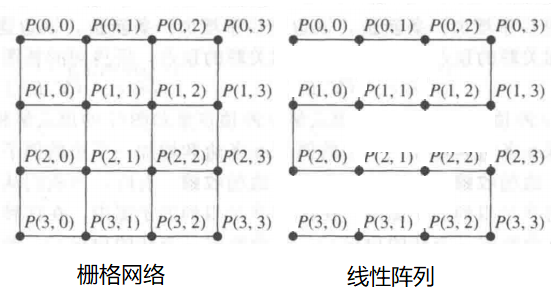 P(0, 0) P(0, 1) P(0, 2) P(0, 3) P(0, 0) P(0, 1) P(0, 2) P(0, 3)
P(1, 0) P(1, 1) P(1, 2) P(1, 3) P(1, 0) P(1, 1) P(1, 2) P(1, 3)
P(2, 0) P(2, 1) P(2, 2) P(2, 3) P(2, 0) P(2, 1) P(2, 2) P(2, 3)
P(3, 0) P(3, 1) P(3, 2) P(3, 3) P(3, 0) P(3, 1) P(3, 2) P(3, 3)
栅格网络 线性阵列